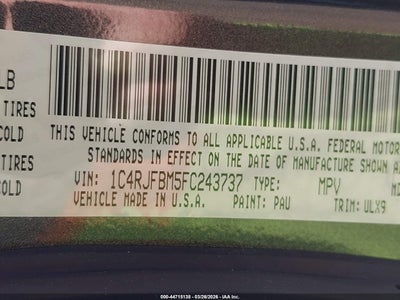 LB
TIRES
COLD
TIRES
COLD
THIS VEHICLE CONFORMS TO ALL APPLICABLE U.S.A. FEDERAL MOTOR
STANDARDS IN EFFECT ON THE DATE OF MANUFACTURE SHOWN A
VIN: 1C4RJFBM5FC243737 TYPE: MPV
VEHICLE MADE IN U.S.A. PAINT: PAU TRIM: ULX9
ID: 000-44715138 | 03/26/2026 | © IAA, LLC